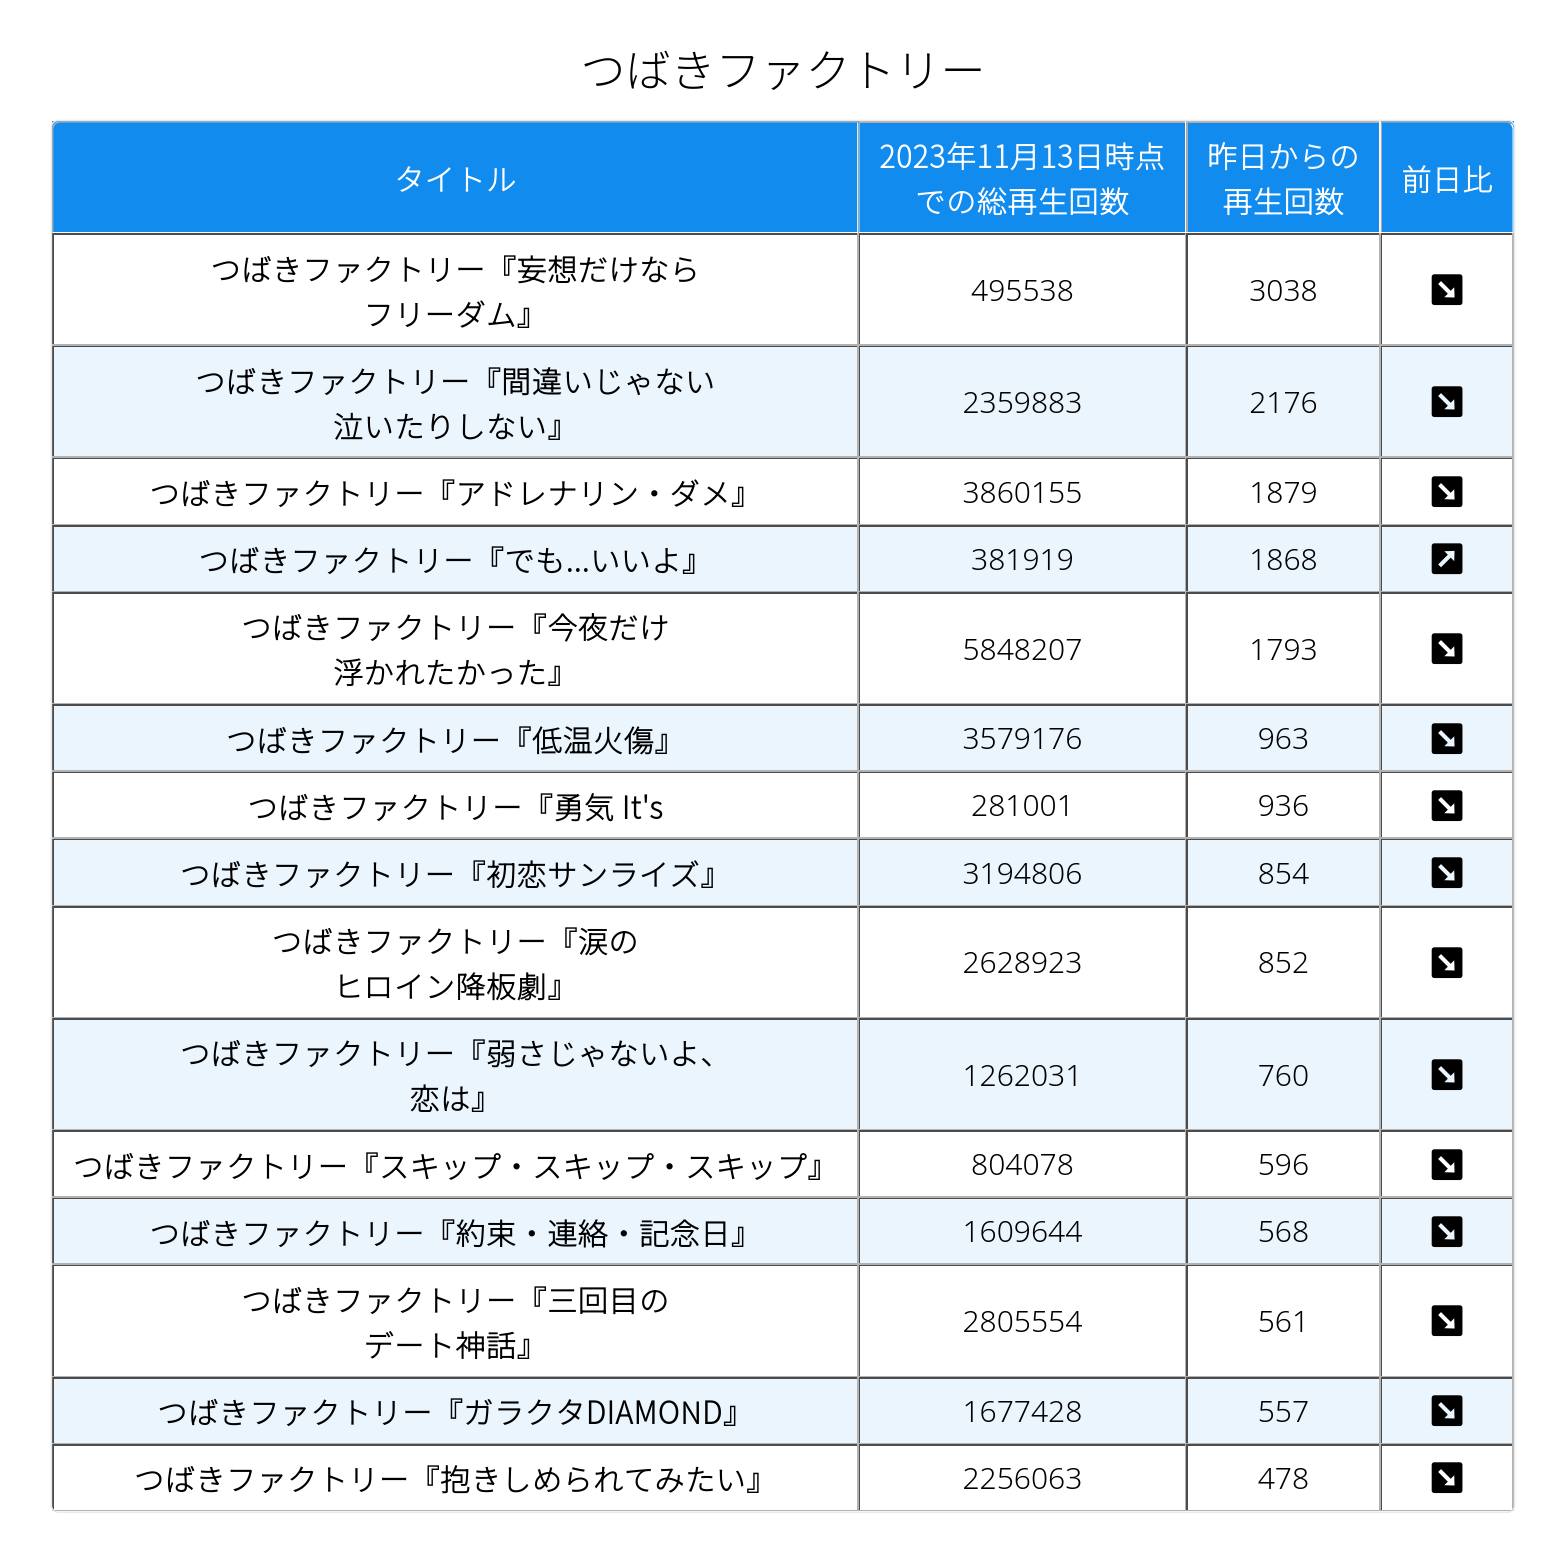 つばきファクトリー
タイトル
2023年11月13日時点
での総再生回数
昨日からの
再生回数
前日比
つばきファクトリー『妄想だけなら
フリーダム』
495538
3038
つばきファクトリー『間違いじゃない
泣いたりしない』
2359883
2176
つばきファクトリー『アドレナリン・ダメ』
3860155
1879
つばきファクトリー『でも...いいよ』
381919
1868
つばきファクトリー『今夜だけ
浮かれたかった』
5848207
1793
つばきファクトリー『低温火傷』
3579176
963
つばきファクトリー『勇気 It's
281001
936
つばきファクトリー『初恋サンライズ』
3194806
854
つばきファクトリー『涙の
ヒロイン降板劇』
2628923
852
つばきファクトリー『弱さじゃないよ、
恋は』
1262031
760
つばきファクトリー『スキップ・スキップ・スキップ』
804078
596
つばきファクトリー『約束・連絡・記念日』
1609644
568
つばきファクトリー『三回目の
デート神話』
2805554
561
つばきファクトリー『ガラクタDIAMOND』
1677428
557
つばきファクトリー『抱きしめられてみたい』
2256063
478